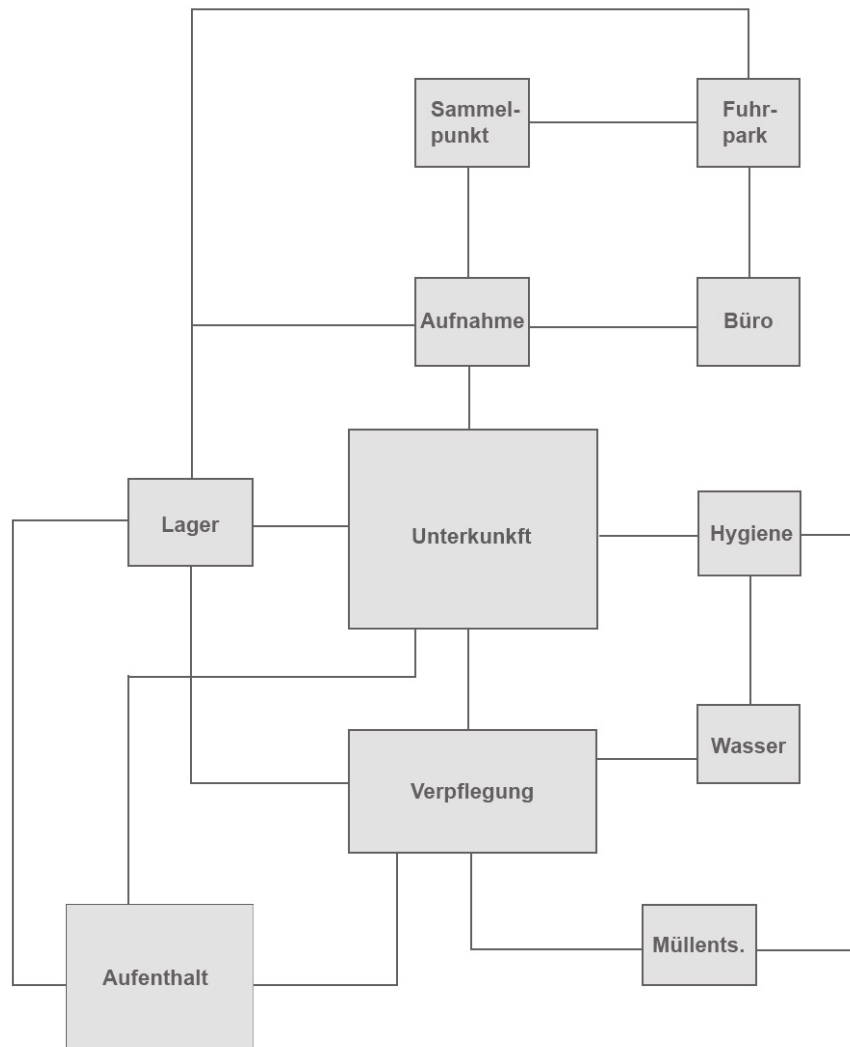 Sammel-
punkt
Fuhr-
park
Aufnahme
Büro
Lager
Unterkunkft
Hygiene
Wasser
Verpflegung
Müllents.
Aufenthalt